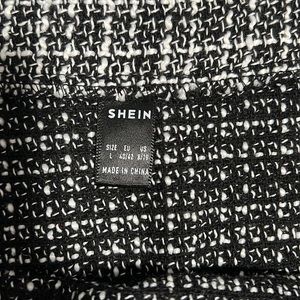 SHEIN
SIZE EU US
L 40/42 8/10
MADE IN CHINA